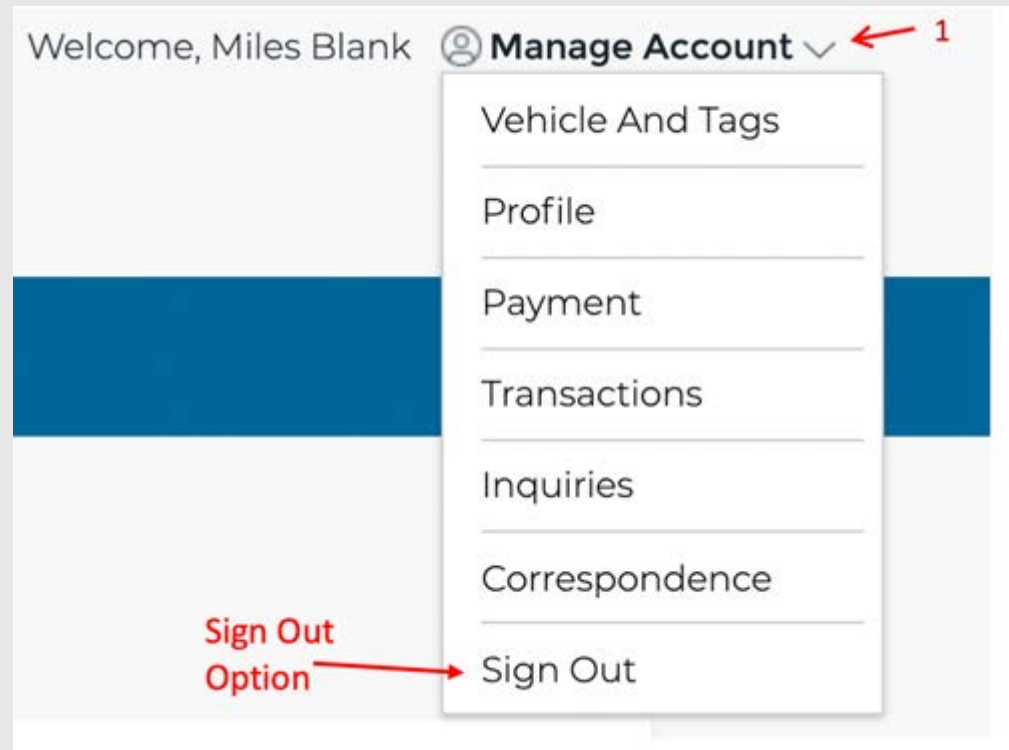 Welcome, Miles Blank Manage Account 1
Vehicle And Tags
Profile
Payment
Transactions
Inquiries
Correspondence
Sign Out
Option
Sign Out